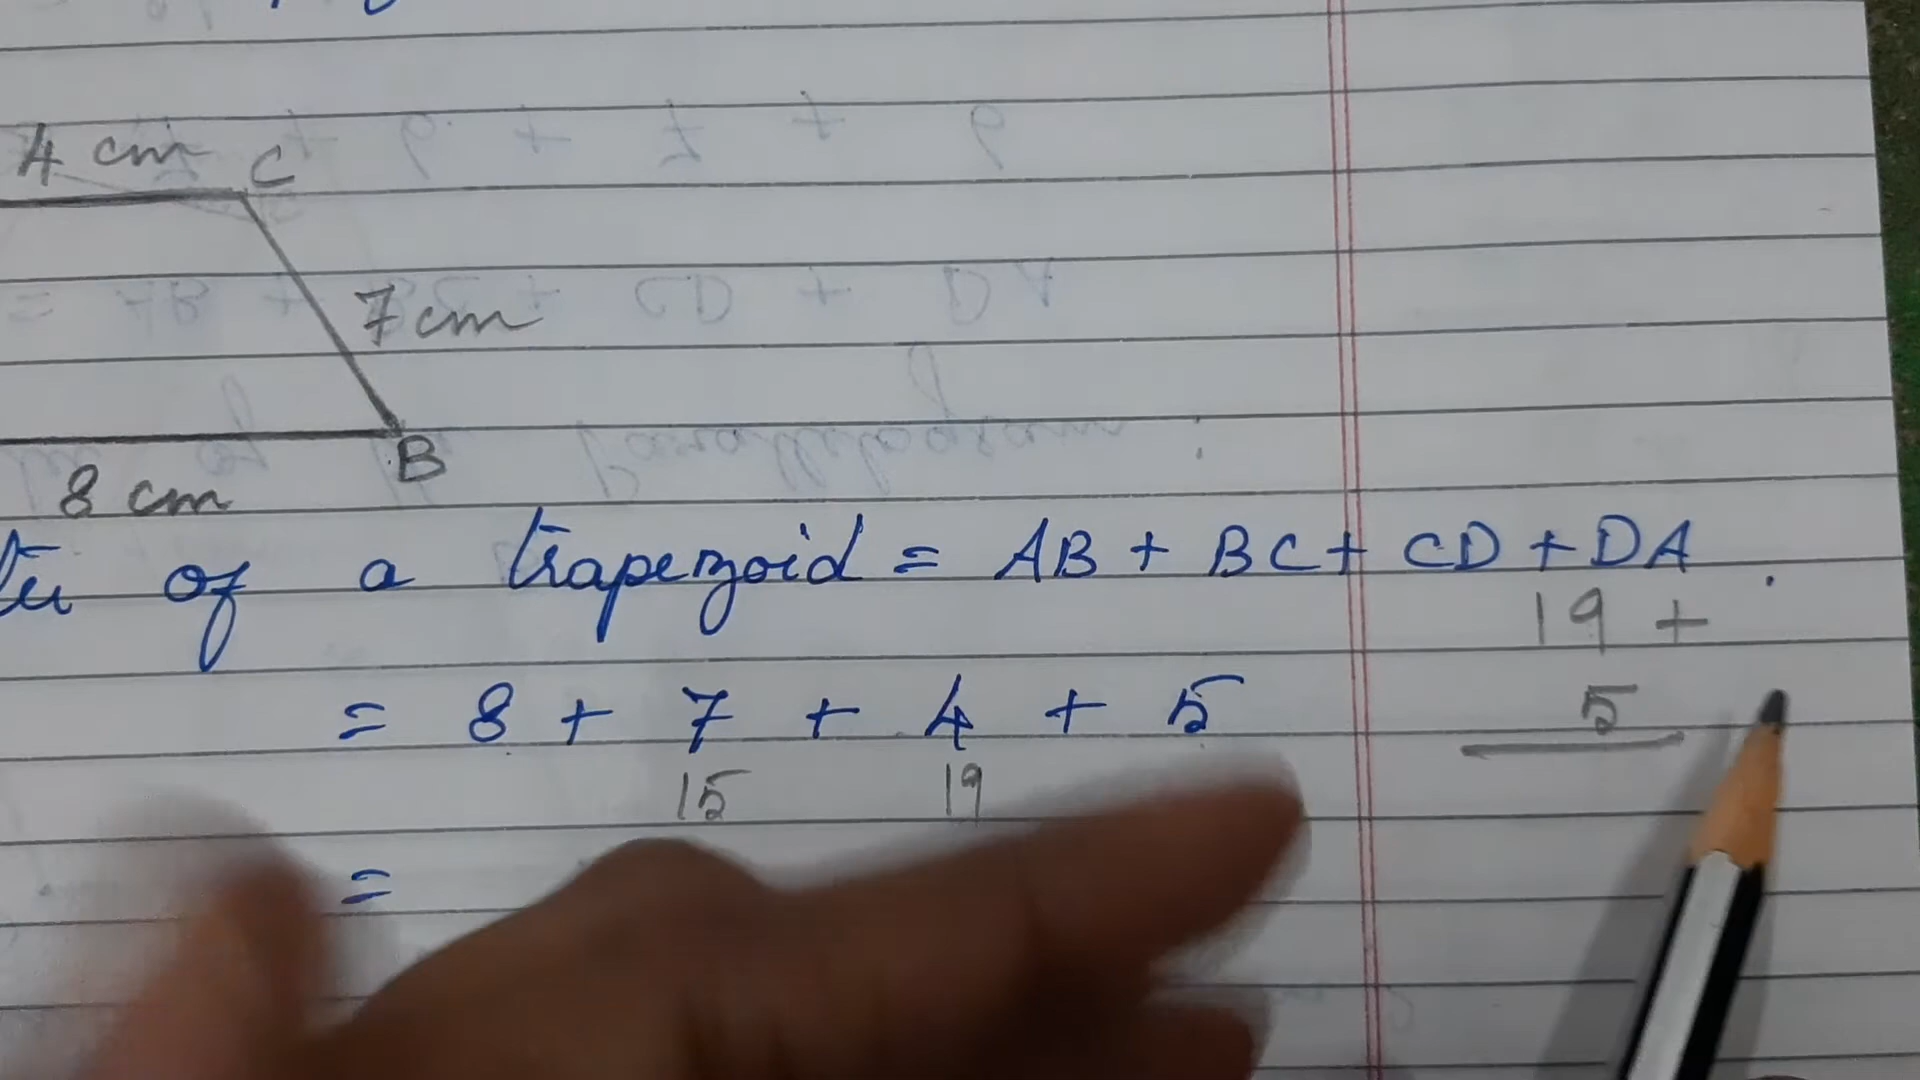 4 cm C
7 cm
B
8 cm
of a trapezoid = AB + BC + CD + DA
19 +
= 8 + 7 + 4 + 5
5
15 19
=